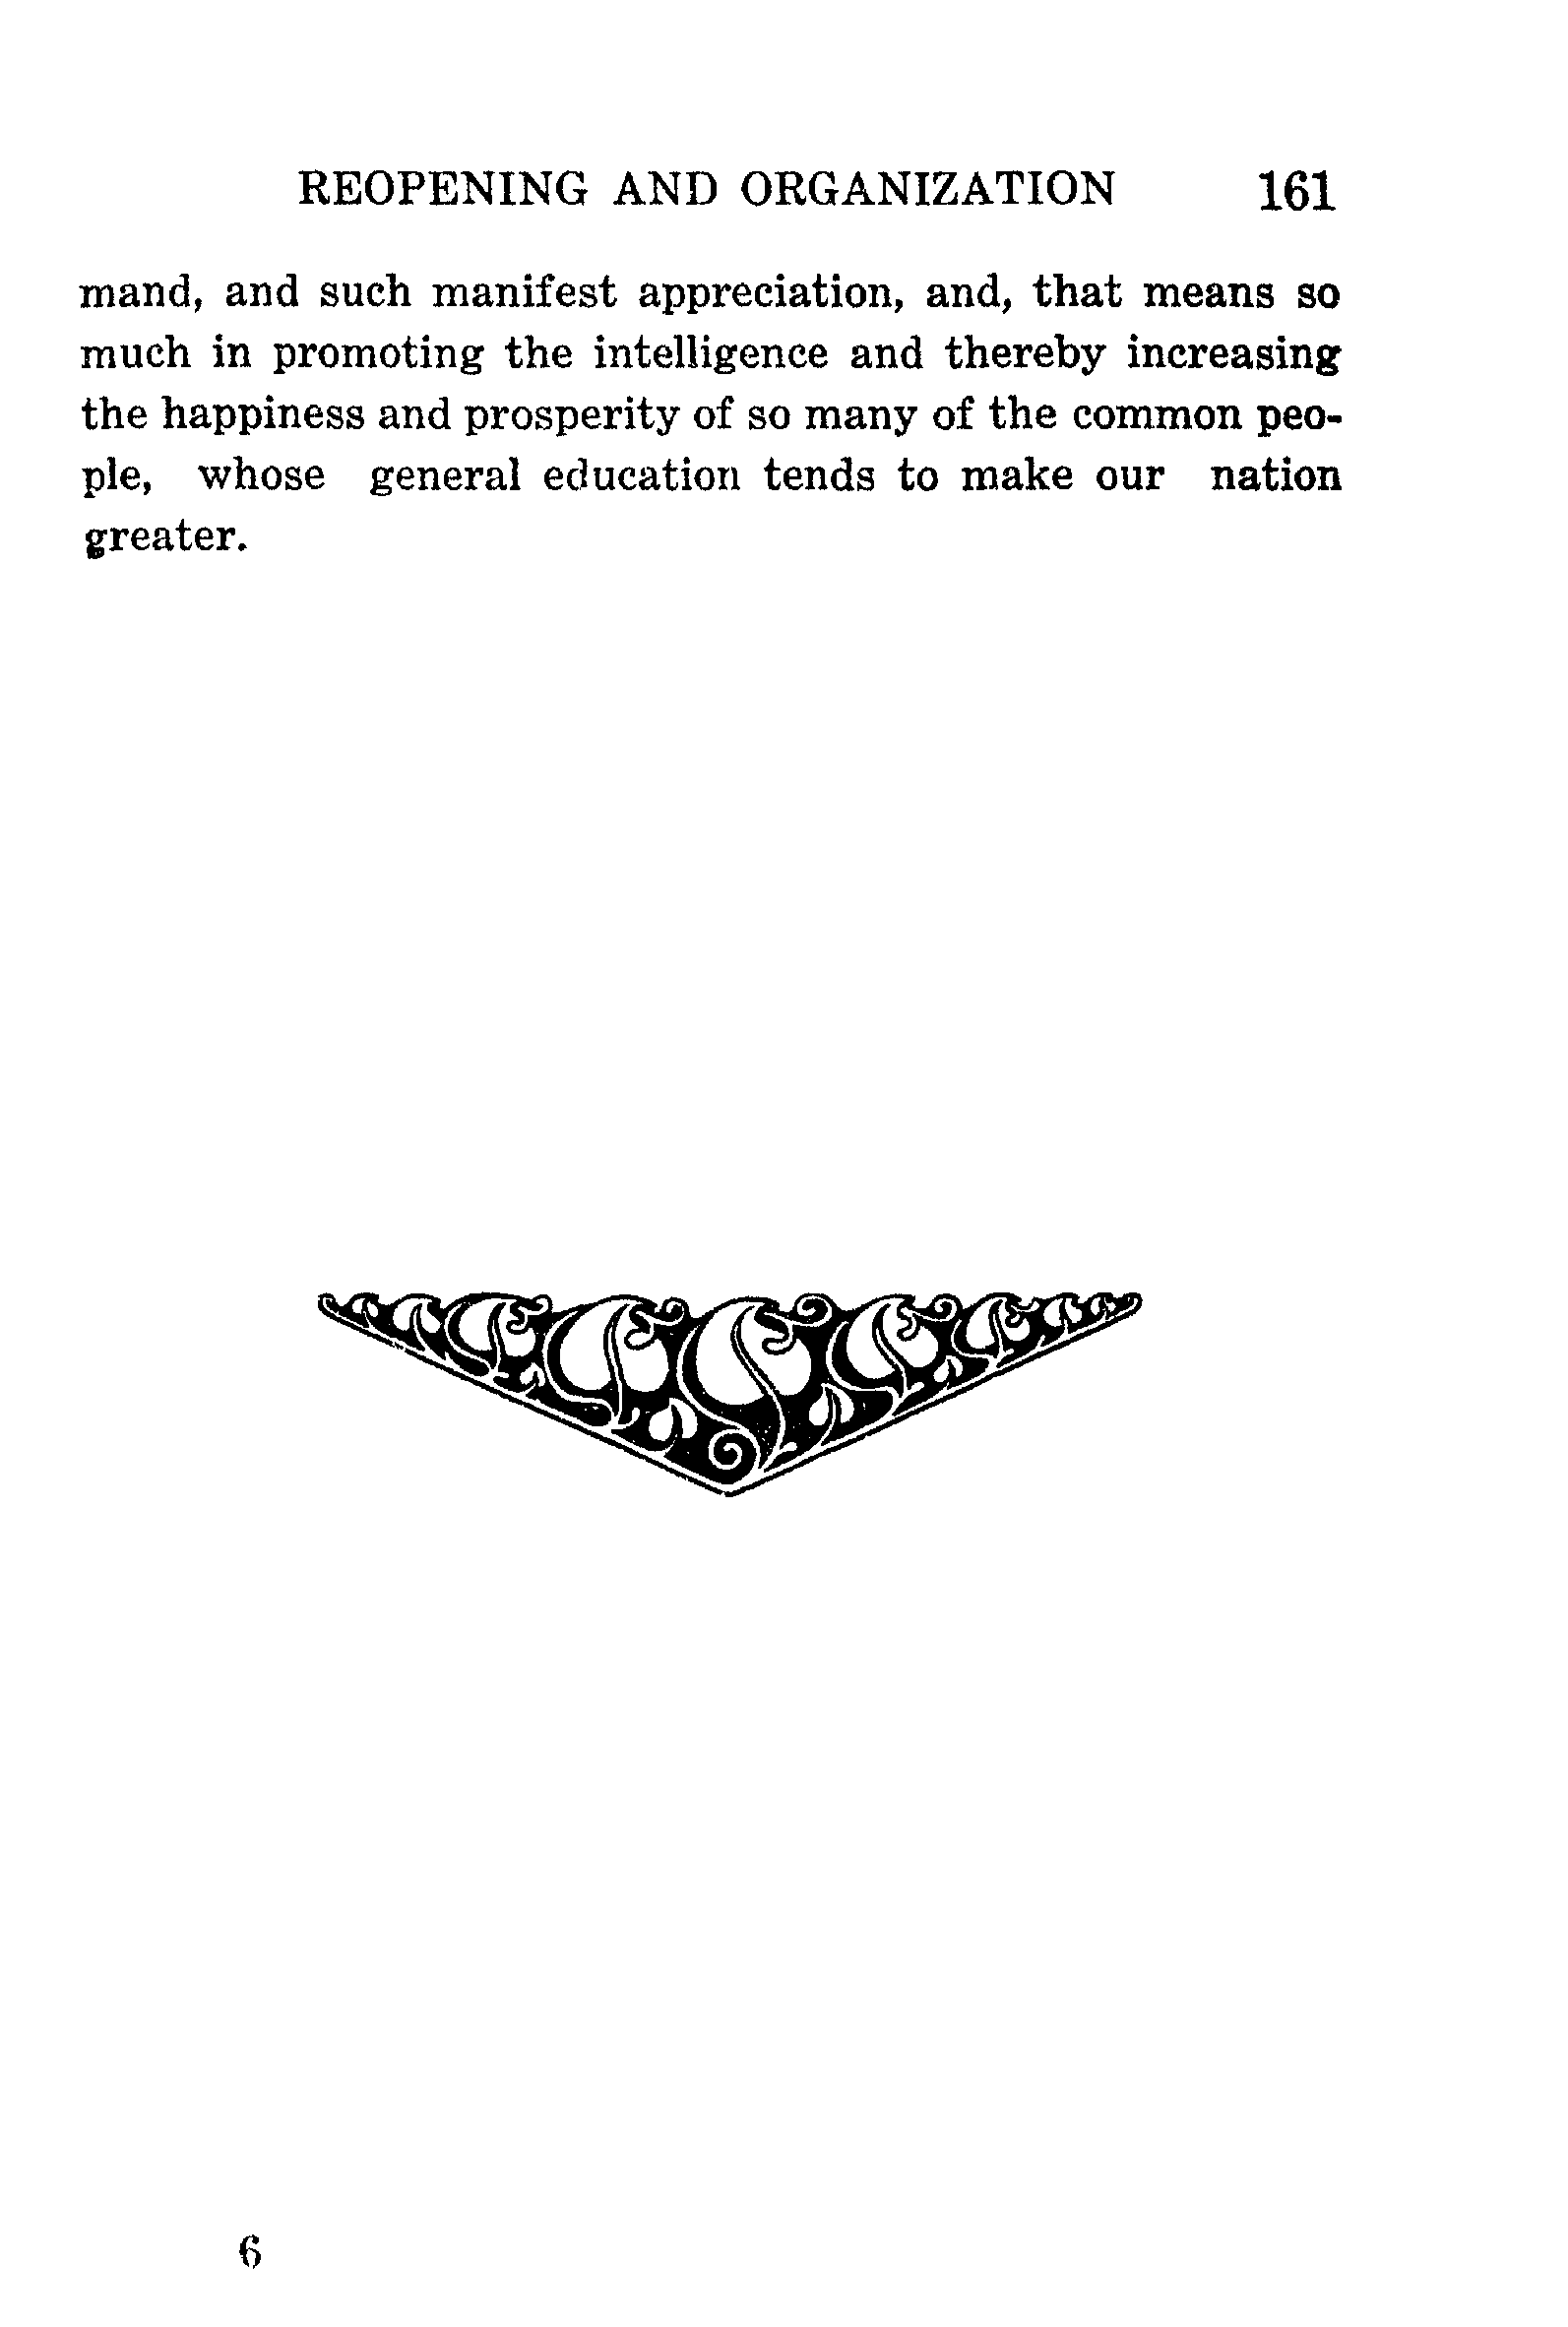 REOPENING AND ORGANIZATION 161
mand, and such manifest appreciation, and, that means so
much in promoting the intelligence and thereby increasing
the happiness and prosperity of so many of the common peo-
ple, whose general education tends to make our nation
greater.
6